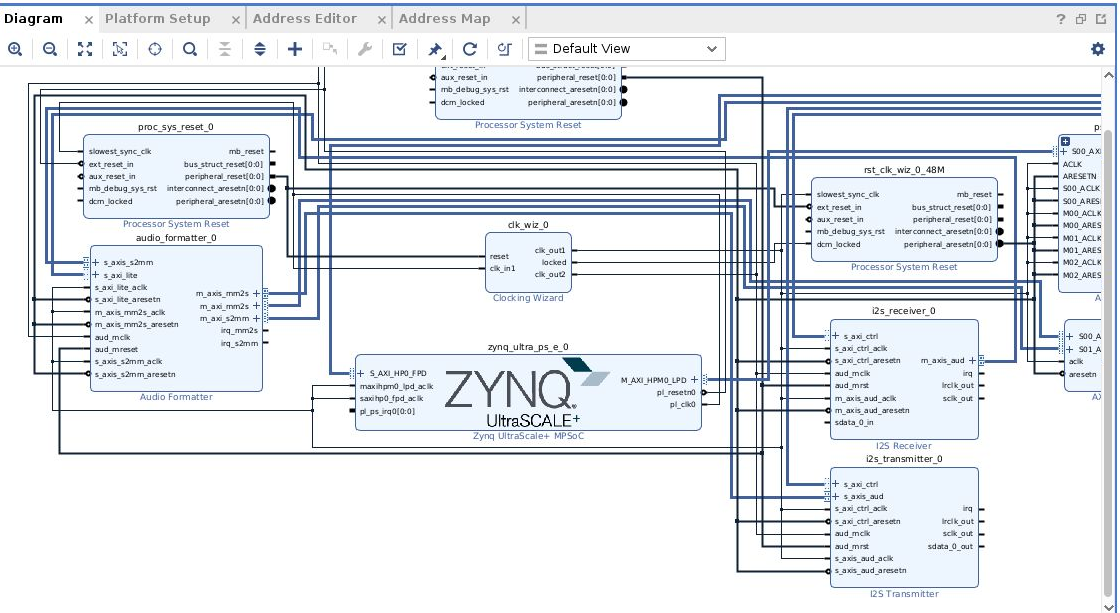 Diagram × Platform Setup × Address Editor × Address Map ×
Default View
aux_reset_in
mb_debug_sys_rst
dcm_locked
peripheral_reset[0:0]
interconnect_aresetn[0:0]
peripheral_aresetn[0:0]
Processor System Reset
proc_sys_reset_0
slowest_sync_clk
ext_reset_in
aux_reset_in
mb_debug_sys_rst
dcm_locked
mb_reset
bus_struct_reset[0:0]
peripheral_reset[0:0]
interconnect_aresetn[0:0]
peripheral_aresetn[0:0]
Processor System Reset
audio_formatter_0
s_axis_s2mm
s_axi_lite
s_axi_lite_aclk
s_axi_lite_aresetn
m_axis_mm2s_aclk
m_axis_mm2s_aresetn
aud_mclk
aud_mreset
s_axis_s2mm_aclk
s_axis_s2mm_aresetn
m_axis_mm2s
m_axi_mm2s
m_axi_s2mm
irq_mm2s
irq_s2mm
Audio Formatter
clk_wiz_0
reset
clk_in1
clk_out1
locked
clk_out2
Clocking Wizard
zynq_ultra_ps_e_0
S_AXI_HP0_FPD
maxihpm0_lpd_aclk
saxihp0_fpd_aclk
pl_ps_irq0[0:0]
ZYNQ
UltraSCALE+
M_AXI_HPM0_LPD
pl_resetn0
pl_clk0
Zynq UltraScale+ MPSoC
rst_clk_wiz_0_48M
slowest_sync_clk
ext_reset_in
aux_reset_in
mb_debug_sys_rst
dcm_locked
mb_reset
bus_struct_reset[0:0]
peripheral_reset[0:0]
interconnect_aresetn[0:0]
peripheral_aresetn[0:0]
Processor System Reset
i2s_receiver_0
s_axi_ctrl
s_axi_ctrl_aclk
s_axi_ctrl_aresetn
aud_mclk
aud_mrst
m_axis_aud_aclk
m_axis_aud_aresetn
sdata_0_in
m_axis_aud
irq
lrclk_out
sclk_out
I2S Receiver
i2s_transmitter_0
s_axi_ctrl
s_axis_aud
s_axi_ctrl_aclk
s_axi_ctrl_aresetn
aud_mclk
aud_mrst
s_axis_aud_aclk
s_axis_aud_aresetn
irq
lrclk_out
sclk_out
sdata_0_out
I2S Transmitter
S00_AXI
ACLK
ARESETN
S00_ACLK
S00_ARES
M00_ACLK
M00_ARES
M01_ACLK
M01_ARES
M02_ACLK
M02_ARES
S00_A
S01_A
aclk
aresetn